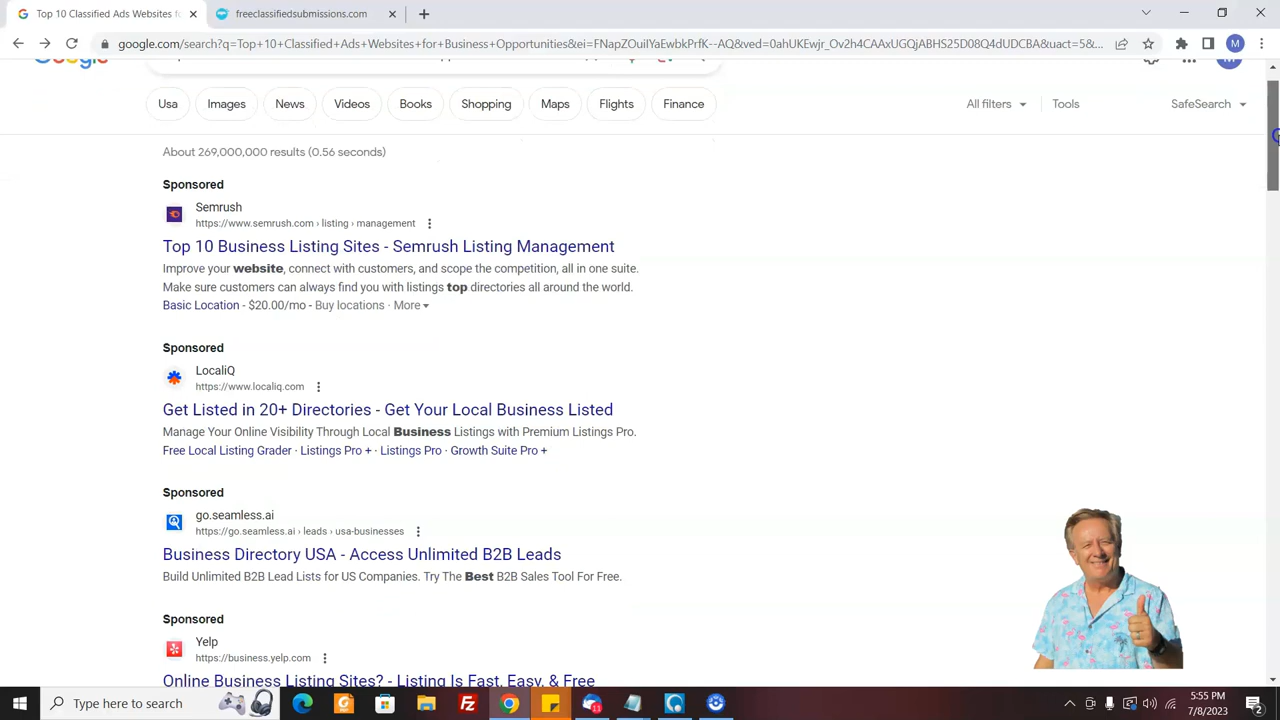 Top 10 Classified Ads Websites f
freeclassifiedsubmissions.com
google.com/search?q=Top+10+Classified+Ads+Websites+for+Business+Opportunities&ei=FNapZOuiIYaEwbkPrfK--AQ&ved=0ahUKEwjr_Ov2h4CAAxUGQjABHS25D08Q4dUDCBA&uact=5&...
M
Usa
Images
News
Videos
Books
Shopping
Maps
Flights
Finance
All filters
Tools
SafeSearch
About 269,000,000 results (0.56 seconds)
Sponsored
Semrush
https://www.semrush.com › listing › management
Top 10 Business Listing Sites - Semrush Listing Management
Improve your website, connect with customers, and scope the competition, all in one suite.
Make sure customers can always find you with listings top directories all around the world.
Basic Location - $20.00/mo - Buy locations · More
Sponsored
LocaliQ
https://www.localiq.com
Get Listed in 20+ Directories - Get Your Local Business Listed
Manage Your Online Visibility Through Local Business Listings with Premium Listings Pro.
Free Local Listing Grader · Listings Pro + · Listings Pro · Growth Suite Pro +
Sponsored
go.seamless.ai
https://go.seamless.ai › leads › usa-businesses
Business Directory USA - Access Unlimited B2B Leads
Build Unlimited B2B Lead Lists for US Companies. Try The Best B2B Sales Tool For Free.
Sponsored
Yelp
https://business.yelp.com
Online Business Listing Sites? - Listing Is Fast, Easy, & Free
Type here to search
5:55 PM
7/8/2023